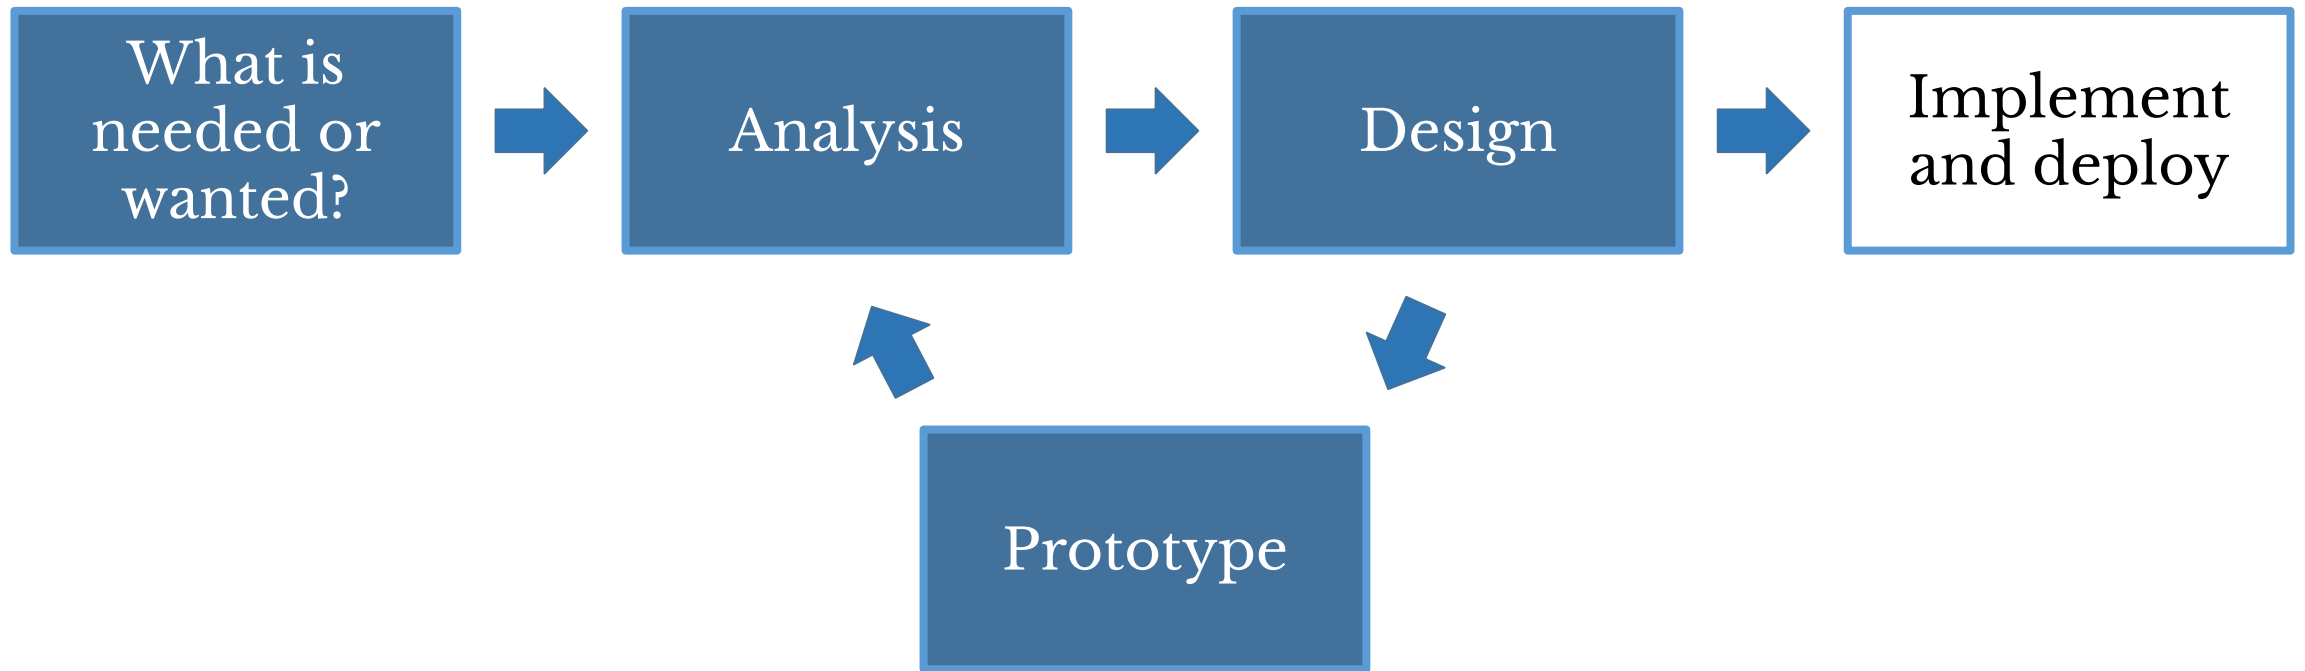 What is
needed or
wanted?
Analysis
Design
Implement
and deploy
Prototype